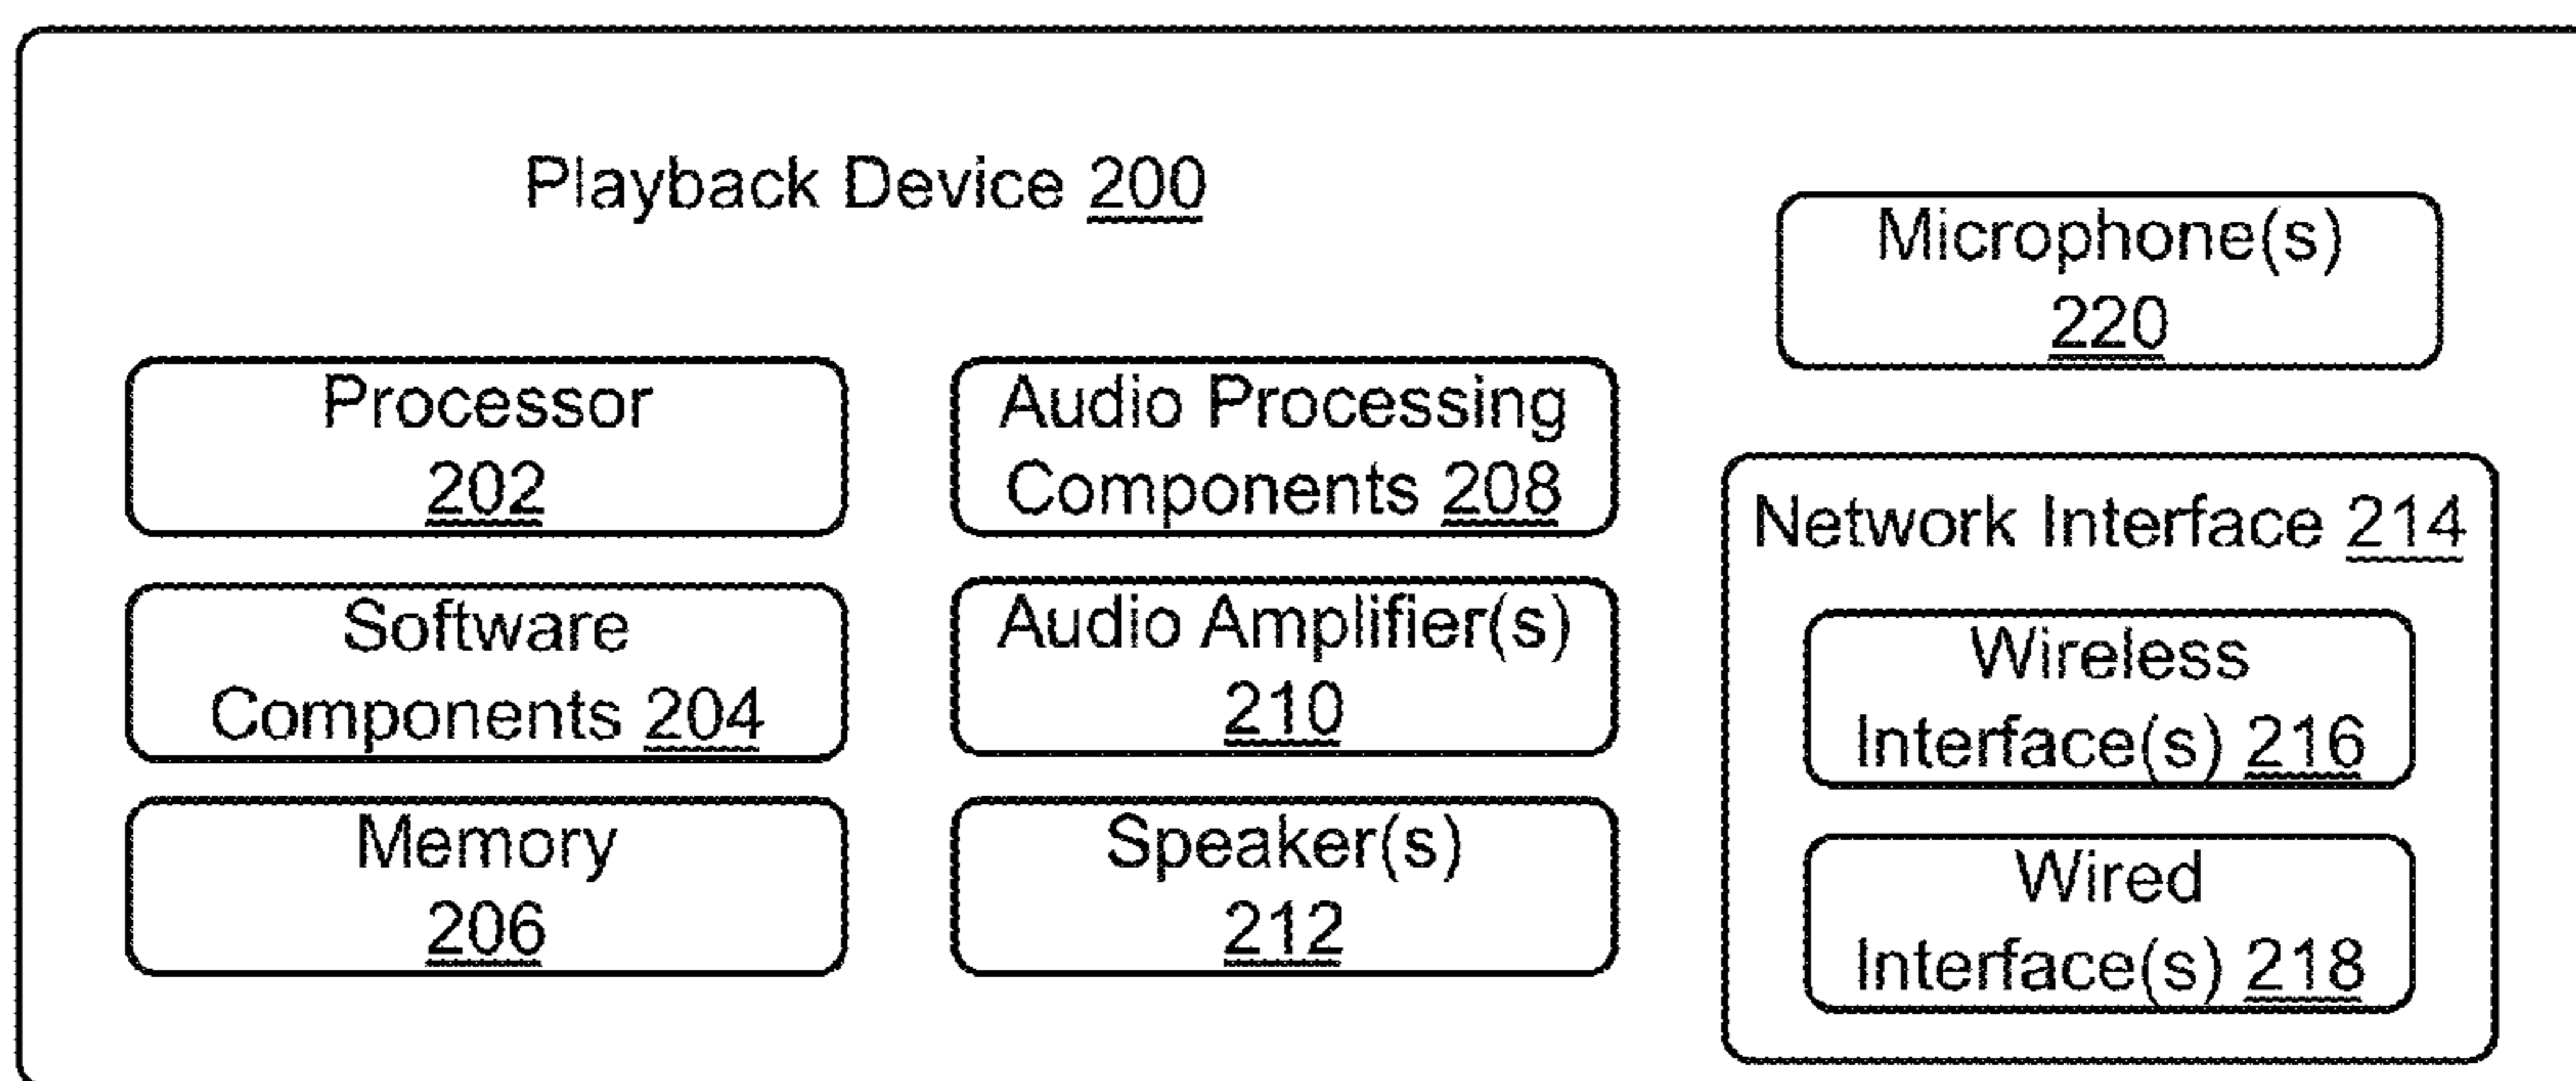 Playback Device 200
Processor
202
Software
Components 204
Memory
206
Audio Processing
Components 208
Audio Amplifier(s)
210
Speaker(s)
212
Microphone(s)
220
Network Interface 214
Wireless
Interface(s) 216
Wired
Interface(s) 218